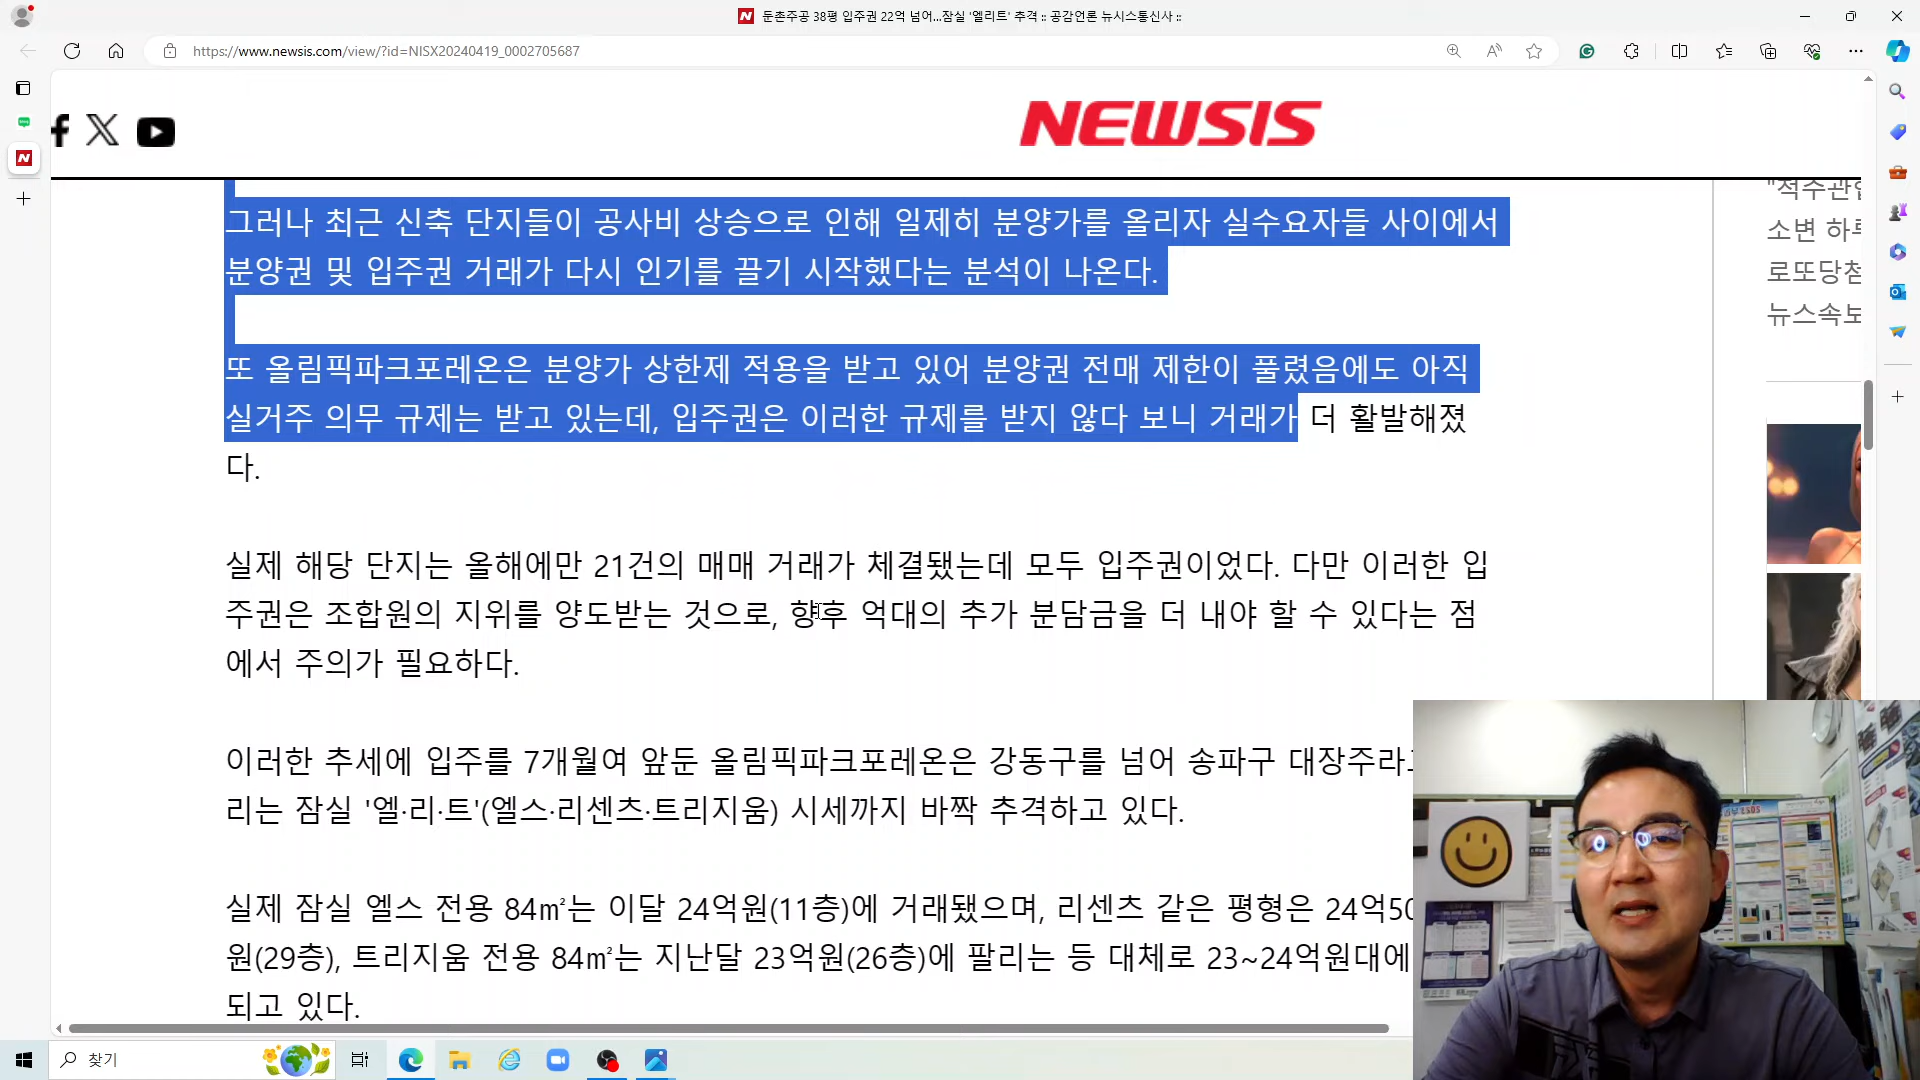 둔촌주공 38평 입주권 22억 넘어...잠실 '엘리트' 추격 :: 공감언론 뉴시스통신사 ::
https://www.newsis.com/view/?id=NISX20240419_0002705687
NEWSIS
그러나 최근 신축 단지들이 공사비 상승으로 인해 일제히 분양가를 올리자 실수요자들 사이에서
분양권 및 입주권 거래가 다시 인기를 끌기 시작했다는 분석이 나온다.
또 올림픽파크포레온은 분양가 상한제 적용을 받고 있어 분양권 전매 제한이 풀렸음에도 아직
실거주 의무 규제는 받고 있는데, 입주권은 이러한 규제를 받지 않다 보니 거래가 더 활발해졌
다.
실제 해당 단지는 올해에만 21건의 매매 거래가 체결됐는데 모두 입주권이었다. 다만 이러한 입
주권은 조합원의 지위를 양도받는 것으로, 향후 억대의 추가 분담금을 더 내야 할 수 있다는 점
에서 주의가 필요하다.
이러한 추세에 입주를 7개월여 앞둔 올림픽파크포레온은 강동구를 넘어 송파구 대장주라고
리는 잠실 '엘·리·트'(엘스·리센츠·트리지움) 시세까지 바짝 추격하고 있다.
실제 잠실 엘스 전용 84㎡는 이달 24억원(11층)에 거래됐으며, 리센츠 같은 평형은 24억50
원(29층), 트리지움 전용 84㎡는 지난달 23억원(26층)에 팔리는 등 대체로 23~24억원대에
되고 있다.
"적수관
소변 하루
로또당첨
뉴스속보
찾기